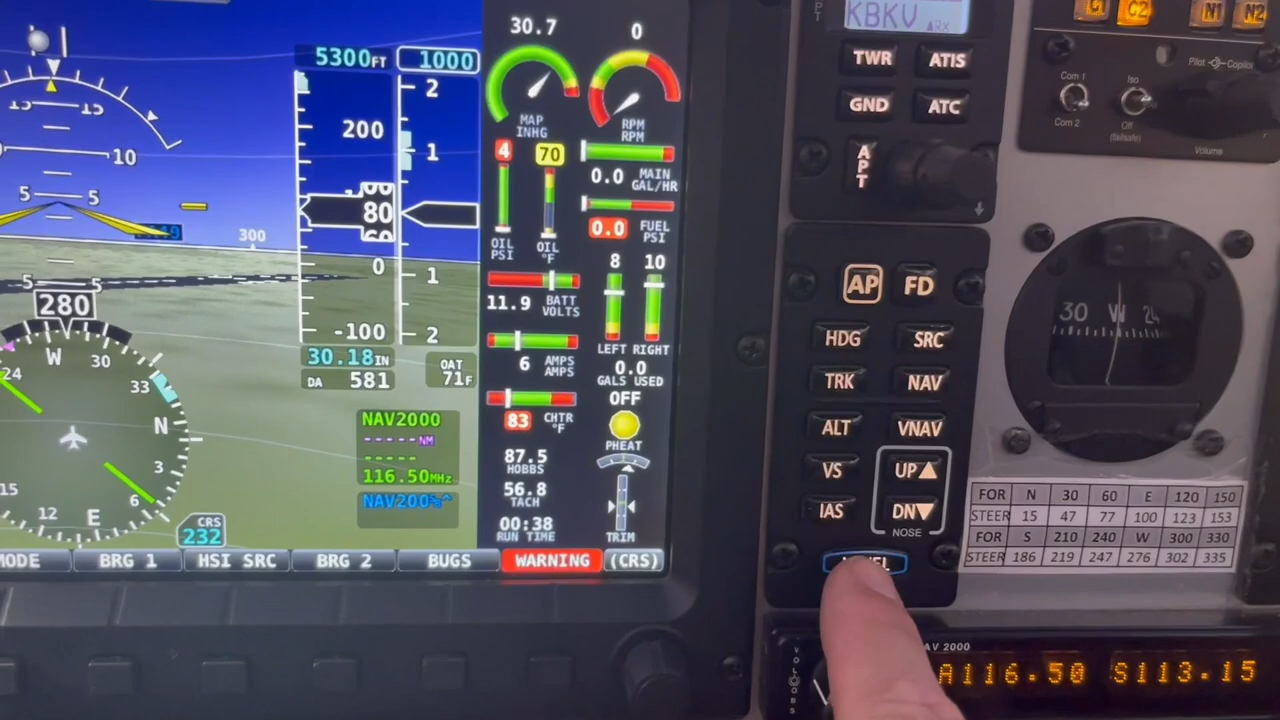 30.7
0
MAP
INHG
RPM
RPM
5300FT
1000
15
15
10
5
5
5
5
300
200
100
80
0
-100
2
1
1
2
4
70
OIL
PSI
OIL
°F
0.0
MAIN
GAL/HR
0.0
FUEL
PSI
8
10
11.9
BATT
VOLTS
6
AMPS
AMPS
LEFT RIGHT
0.0
GALS USED
83
CHTR
°F
OFF
PHEAT
87.5
HOBBS
56.8
TACH
00:38
RUN TIME
TRIM
280
30.18IN
DA 581
OAT
71F
24
W
30
33
N
3
6
E
12
15
CRS
232
NAV2000
-----NM
-----
116.50MHz
MODE
BRG 1
HSI SRC
BRG 2
BUGS
WARNING
(CRS)
KBKV
TWR
ATIS
GND
ATC
APT
C2
N1
N2
Pilot
Copilot
Com 1
Com 2
Iso
Off
(failsafe)
Volume
AP
FD
HDG
SRC
TRK
NAV
ALT
VNAV
VS
UP▲
IAS
DN▼
NOSE
30 W 24
FOR N 30 60 E 120 150
STEER 15 47 77 100 123 153
FOR S 210 240 W 300 330
STEER 186 219 247 276 302 335
2000
VOL
OBS
A116.50 S113.15